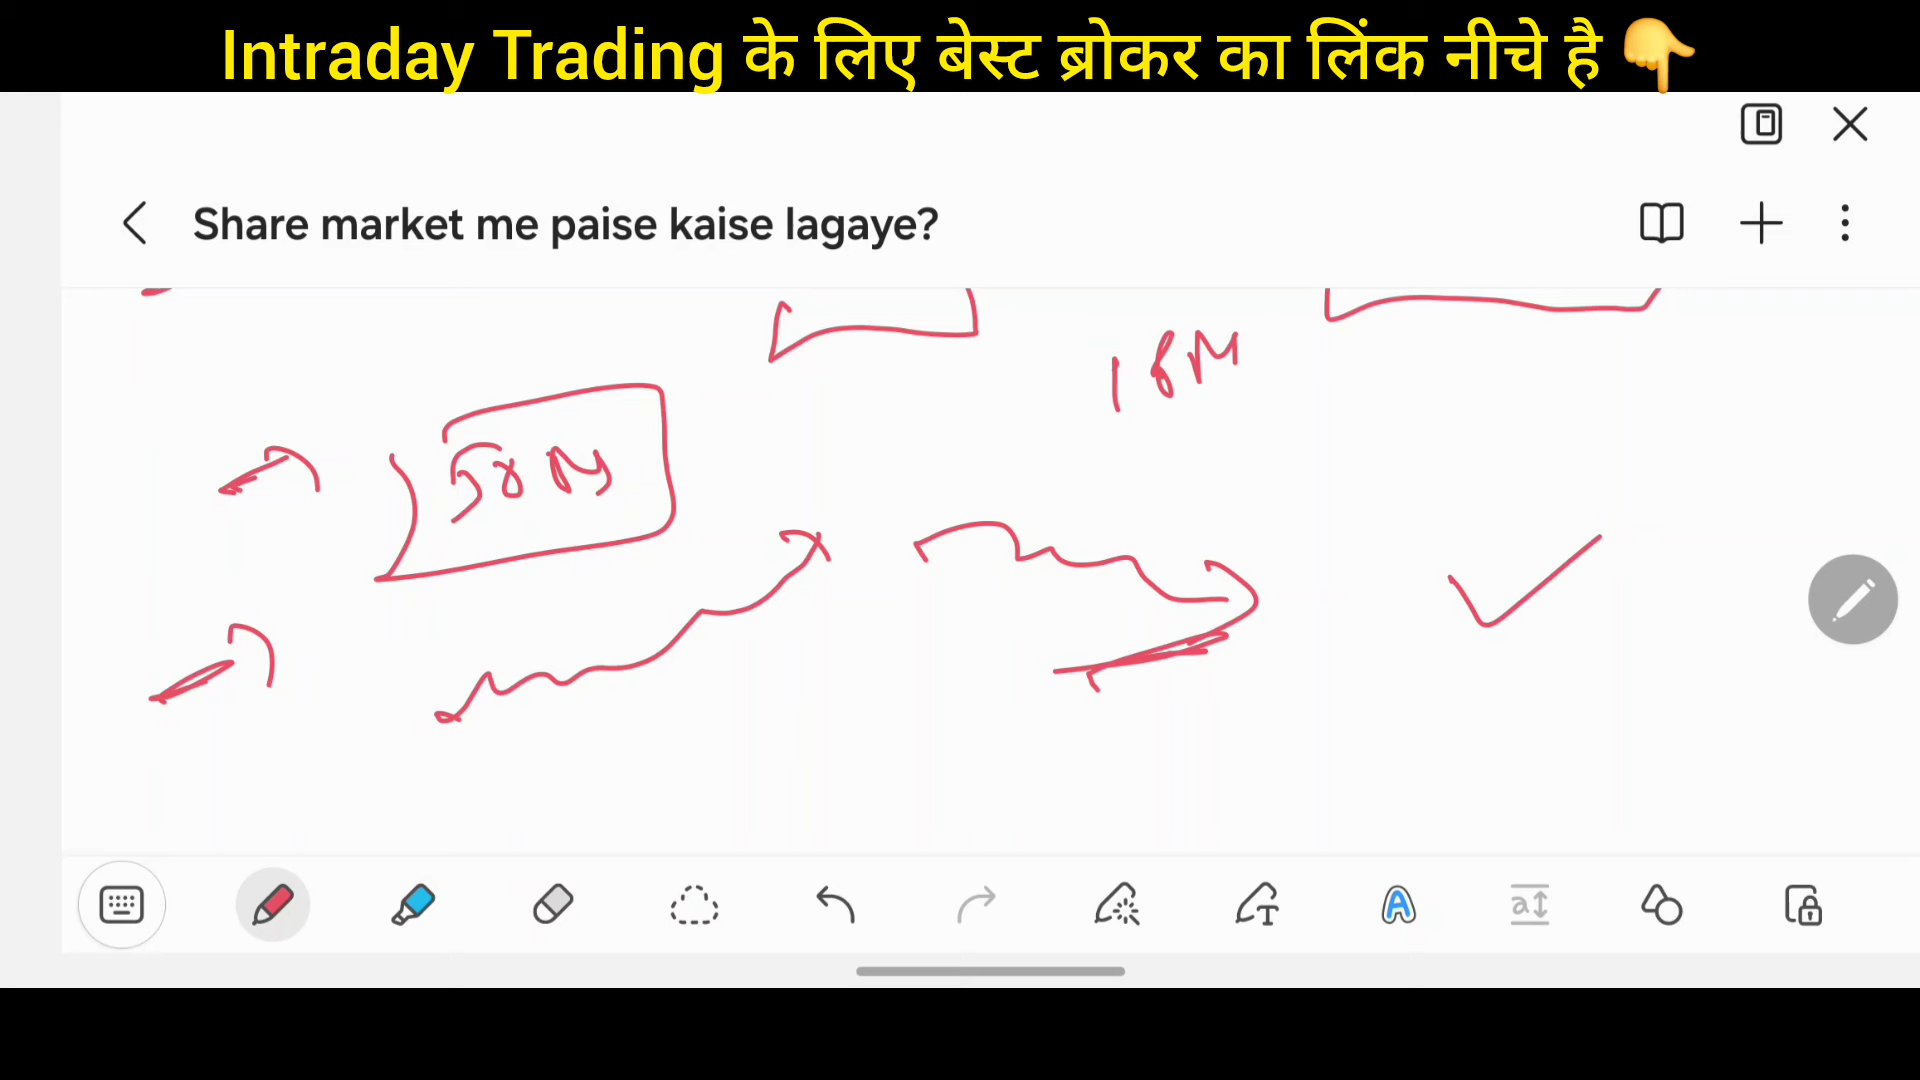 Intraday Trading के लिए बेस्ट ब्रोकर का लिंक नीचे है 👇
Share market me paise kaise lagaye?
18M
50M